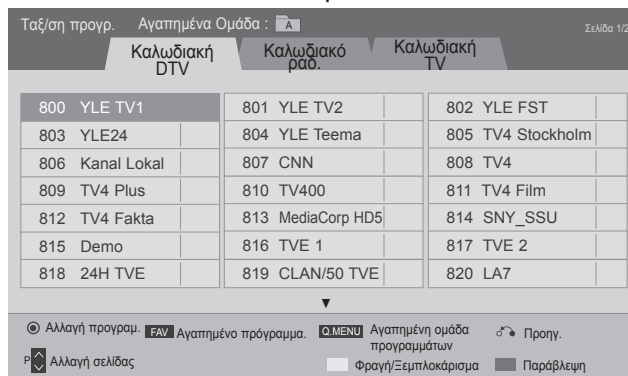 Ταξ/ση προγρ. Αγαπημένα Ομάδα : A Σελίδα 1/2
Καλωδιακή DTV Καλωδιακό ράδ. Καλωδιακή TV
800 YLE TV1 801 YLE TV2 802 YLE FST
803 YLE24 804 YLE Teema 805 TV4 Stockholm
806 Kanal Lokal 807 CNN 808 TV4
809 TV4 Plus 810 TV400 811 TV4 Film
812 TV4 Fakta 813 MediaCorp HD5 814 SNY_SSU
815 Demo 816 TVE 1 817 TVE 2
818 24H TVE 819 CLAN/50 TVE 820 LA7
Αλλαγή προγραμ. FAV Αγαπημένο πρόγραμμα. Q.MENU Αγαπημένη ομάδα προγραμμάτων Προηγ.
P Αλλαγή σελίδας Φραγή/Ξεμπλοκάρισμα Παράβλεψη